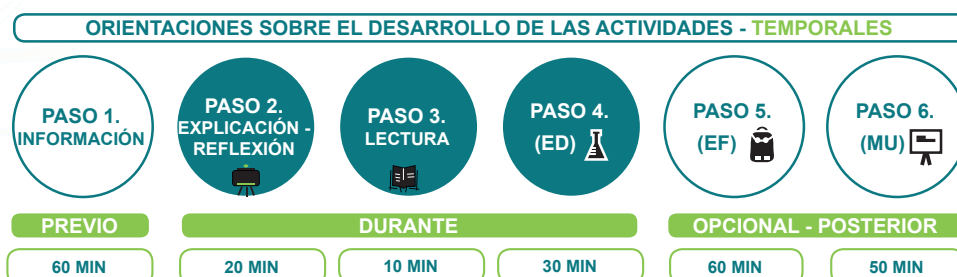 ORIENTACIONES SOBRE EL DESARROLLO DE LAS ACTIVIDADES - TEMPORALES
PASO 1.
INFORMACIÓN
PASO 2.
EXPLICACIÓN -
REFLEXIÓN
PASO 3.
LECTURA
PASO 4.
(ED)
PASO 5.
(EF)
PASO 6.
(MU)
PREVIO
DURANTE
OPCIONAL - POSTERIOR
60 MIN
20 MIN
10 MIN
30 MIN
60 MIN
50 MIN